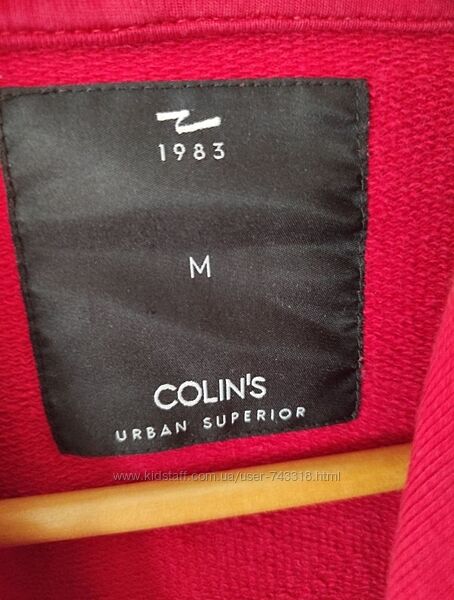 1983
M
COLIN'S
URBAN SUPERIOR
www.kidstaff.com.ua/user-743318.html